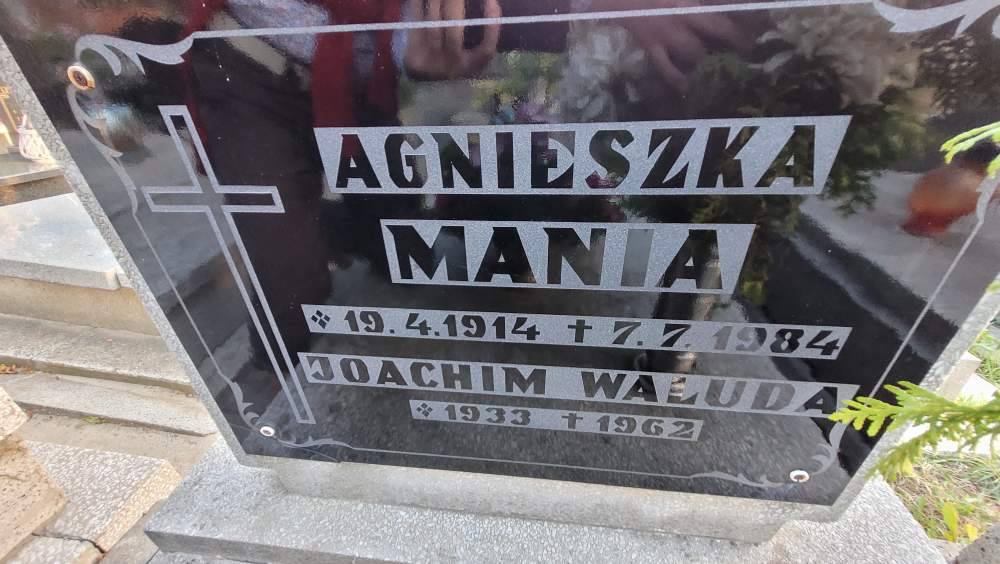 AGNIESZKA
MANIA
19.4.1914 † 7.7.1984
JOACHIM WALUDA
1933 † 1962